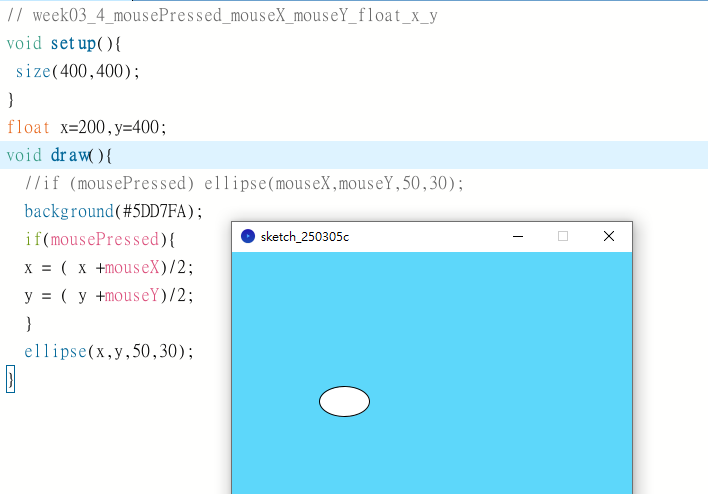 // week03_4_mousePressed_mouseX_mouseY_float_x_y
void setup(){
size(400,400);
}
float x=200,y=400;
void draw(){
//if (mousePressed) ellipse(mouseX,mouseY,50,30);
background(#5DD7FA);
if(mousePressed){
x = ( x +mouseX)/2;
y = ( y +mouseY)/2;
}
ellipse(x,y,50,30);
}
sketch_250305c